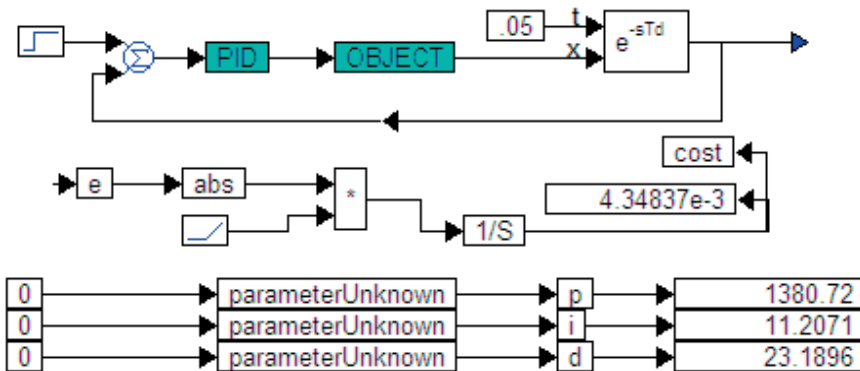 .05 t
x
e-sTd
Σ PID OBJECT
cost
e abs * 4.34837e-3
1/S
0 parameterUnknown p 1380.72
0 parameterUnknown i 11.2071
0 parameterUnknown d 23.1896